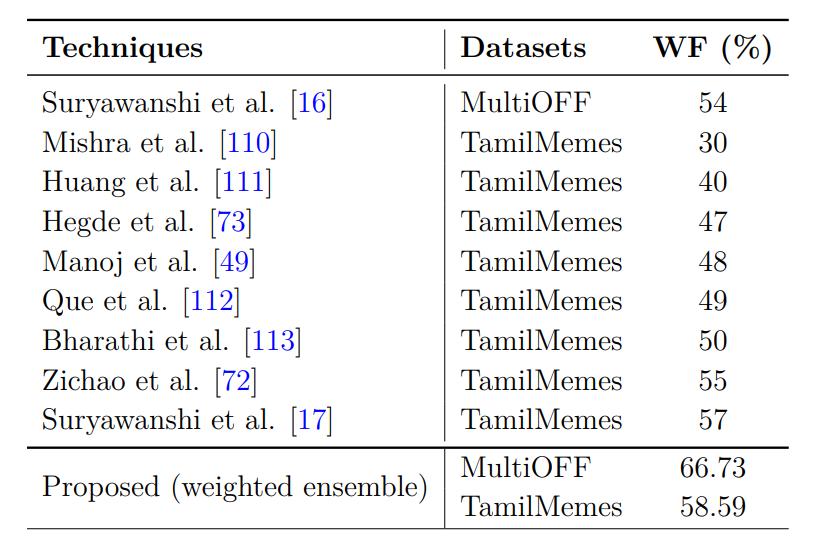 Techniques Datasets WF (%)
Suryawanshi et al. [16] MultiOFF 54
Mishra et al. [110] TamilMemes 30
Huang et al. [111] TamilMemes 40
Hegde et al. [73] TamilMemes 47
Manoj et al. [49] TamilMemes 48
Que et al. [112] TamilMemes 49
Bharathi et al. [113] TamilMemes 50
Zichao et al. [72] TamilMemes 55
Suryawanshi et al. [17] TamilMemes 57
Proposed (weighted ensemble) MultiOFF 66.73
TamilMemes 58.59